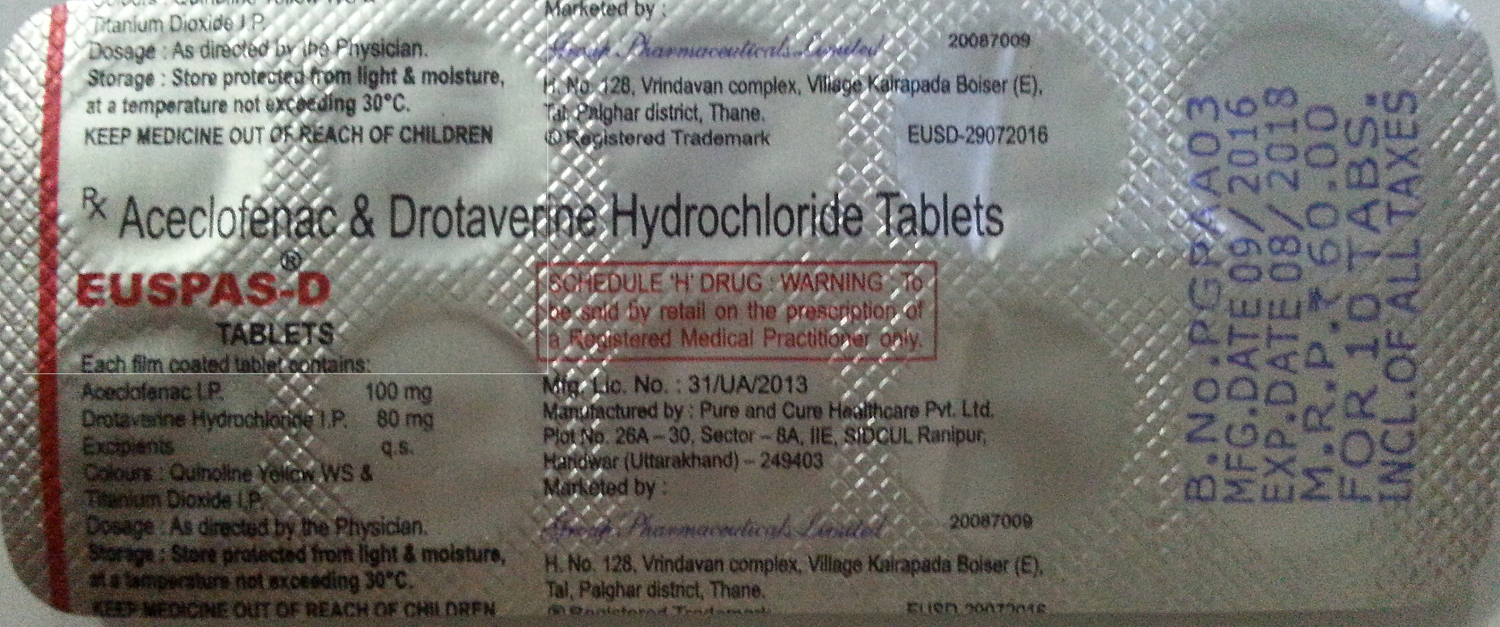 Titanium Dioxide I.P.
Dosage : As directed by the Physician.
Storage : Store protected from light & moisture,
at a temperature not exceeding 30°C.
KEEP MEDICINE OUT OF REACH OF CHILDREN
Marketed by :
Group Pharmaceuticals Limited
20087009
H. No. 128, Vrindavan complex, Village Kairapada Boiser (E),
Tal, Palghar district, Thane.
® Registered Trademark
EUSD-29072016
Rx Aceclofenac & Drotaverine Hydrochloride Tablets
EUSPAS-D®
TABLETS
Each film coated tablet contains:
Aceclofenac I.P. 100 mg
Drotaverine Hydrochloride I.P. 80 mg
Excipients q.s.
Colours : Quinoline Yellow WS &
Titanium Dioxide I.P.
Dosage : As directed by the Physician.
Storage : Store protected from light & moisture,
at a temperature not exceeding 30°C.
KEEP MEDICINE OUT OF REACH OF CHILDREN
SCHEDULE 'H' DRUG : WARNING : To
be sold by retail on the prescription of
a Registered Medical Practitioner only.
Mfg. Lic. No. : 31/UA/2013
Manufactured by : Pure and Cure Healthcare Pvt. Ltd.
Plot No. 26A – 30, Sector – 8A, IIE, SIDCUL Ranipur,
Haridwar (Uttarakhand) – 249403
Marketed by :
Group Pharmaceuticals Limited
20087009
H. No. 128, Vrindavan complex, Village Kairapada Boiser (E),
Tal, Palghar district, Thane.
® Registered Trademark
EUSD-29072016
B.NO.PGPAA03
MFG.DATE 09/2016
EXP.DATE 08/2018
M.R.P.₹ 60.00
FOR 10 TABS.
INCL.OF ALL TAXES